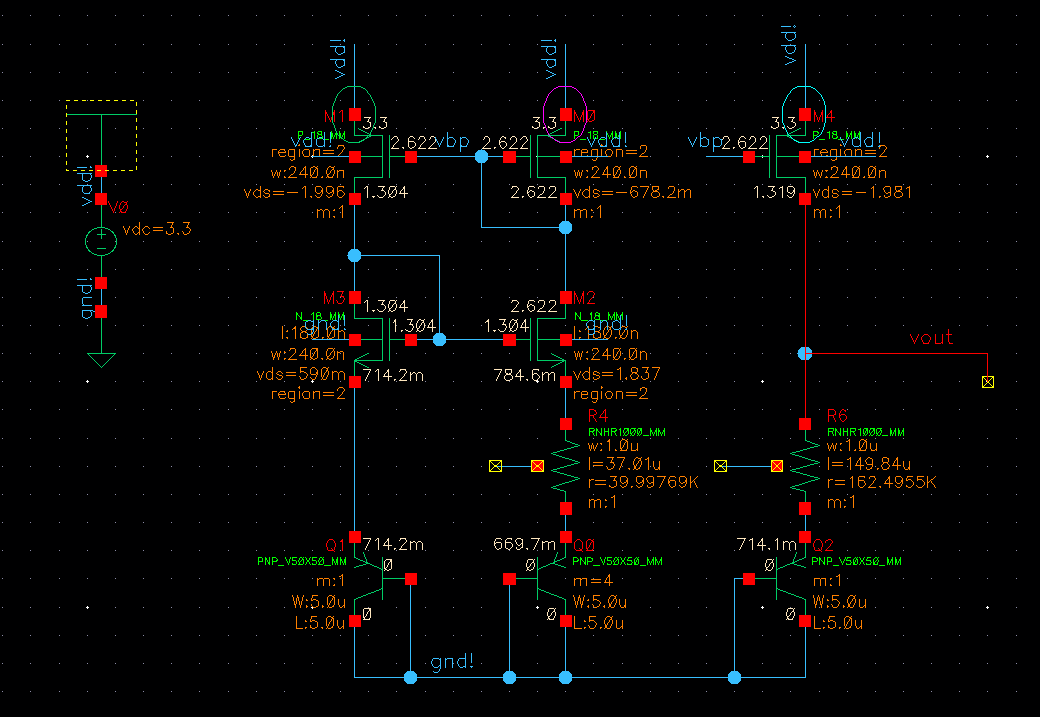 vdd!
V0
vdc=3.3
gnd!
vdd!
M1
3.3
P_18_MM
vdd!
2.622
region=2
w:240.0n
vds=-1.996
1.304
m:1
vbp
vdd!
M0
3.3
P_18_MM
vdd!
2.622
region=2
w:240.0n
2.622
vds=-678.2m
m:1
vdd!
M4
3.3
P_18_MM
vdd!
vbp
2.622
region=2
w:240.0n
1.319
vds=-1.981
m:1
M3
1.304
N_18_MM
gnd!
l:180.0n
1.304
w:240.0n
vds=590m
714.2m
region=2
M2
2.622
N_18_MM
gnd!
1.304
l:180.0n
w:240.0n
784.6m
vds=1.837
region=2
vout
R4
RNHR1000_MM
w:1.0u
l=37.01u
r=39.99769K
m:1
R6
RNHR1000_MM
w:1.0u
l=149.84u
r=162.4955K
m:1
Q1
714.2m
PNP_V50X50_MM
0
m:1
W:5.0u
L:5.0u
0
669.7m
Q0
PNP_V50X50_MM
0
m=4
W:5.0u
0
L:5.0u
714.1m
Q2
PNP_V50X50_MM
0
m:1
W:5.0u
0
L:5.0u
gnd!